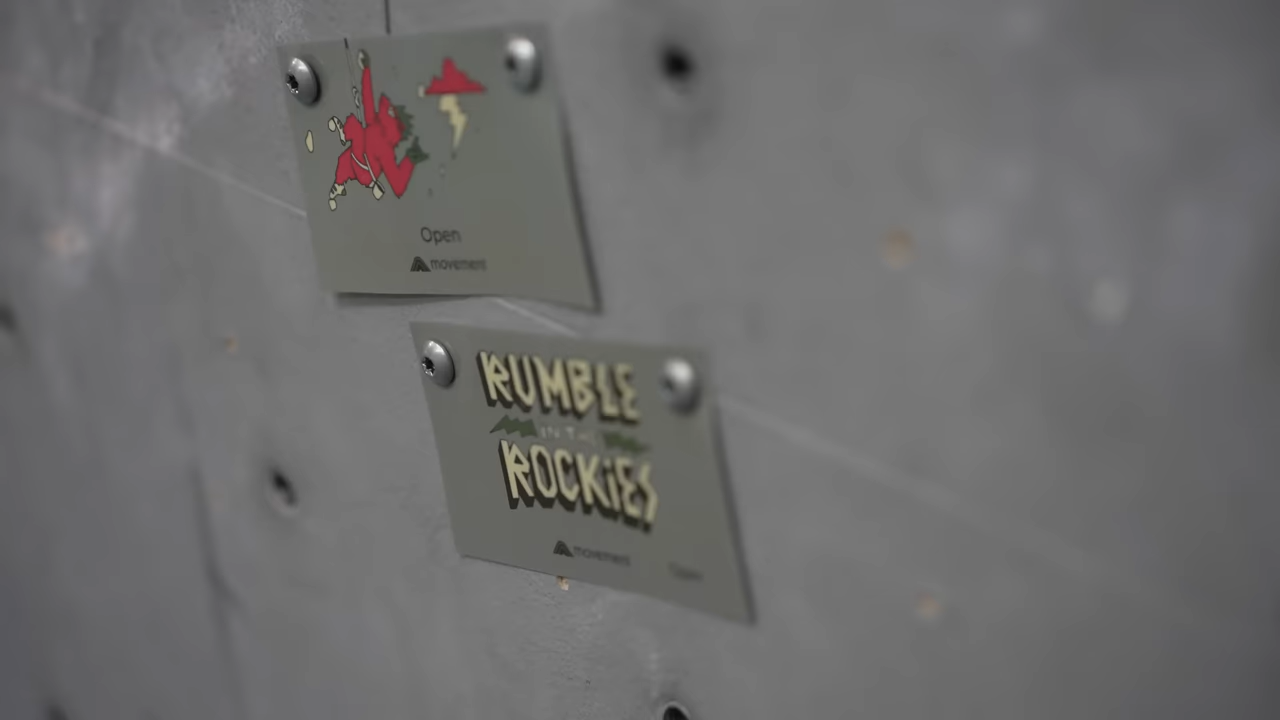 Open
movement
RUMBLE
IN THE
ROCKIES
movement
Open